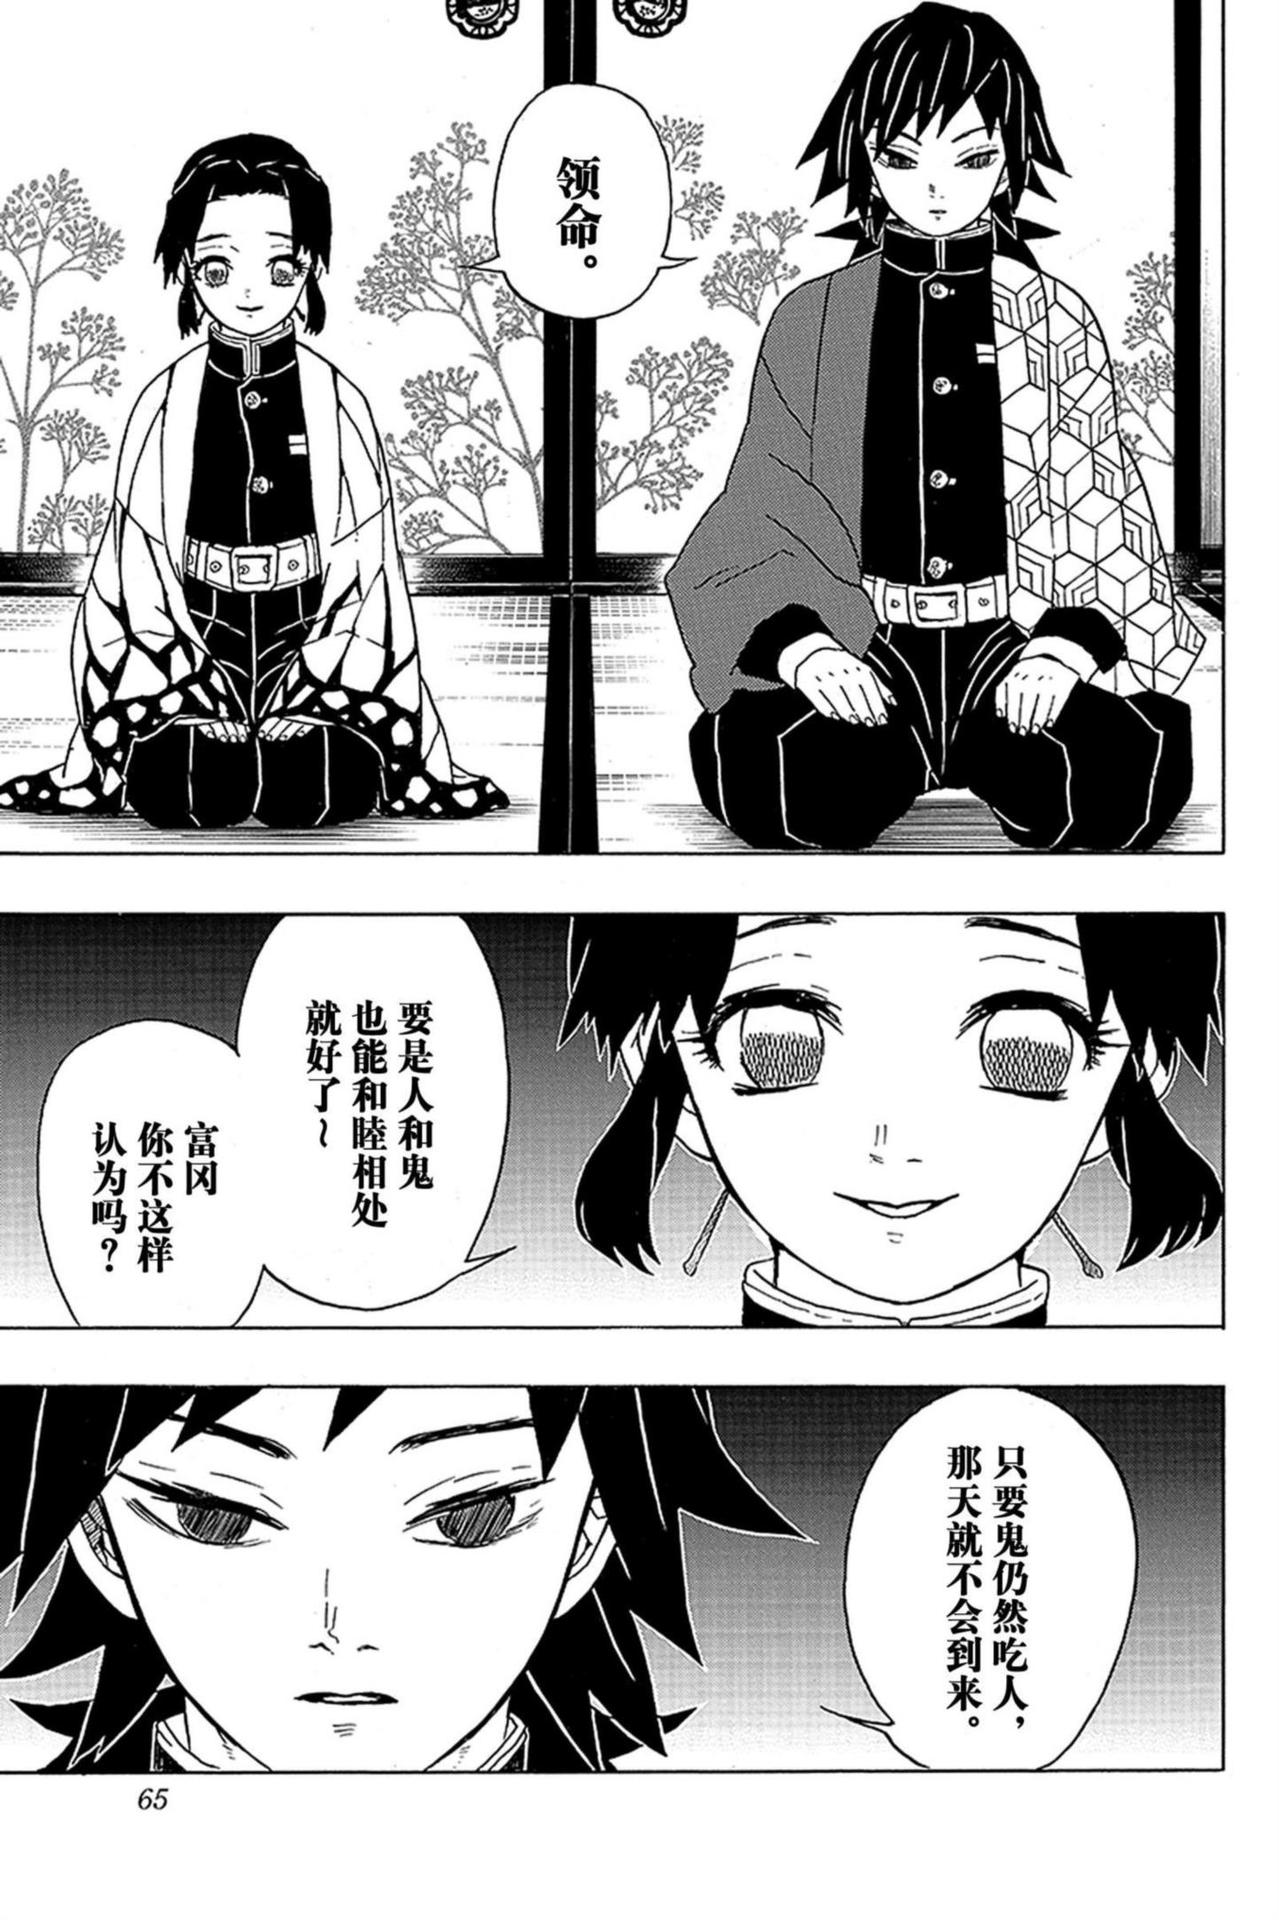 领命。
要是人和鬼
也能和睦相处
就好了~
富冈
你不这样
认为吗？
只要鬼仍然吃人，
那天就不会到来。
65